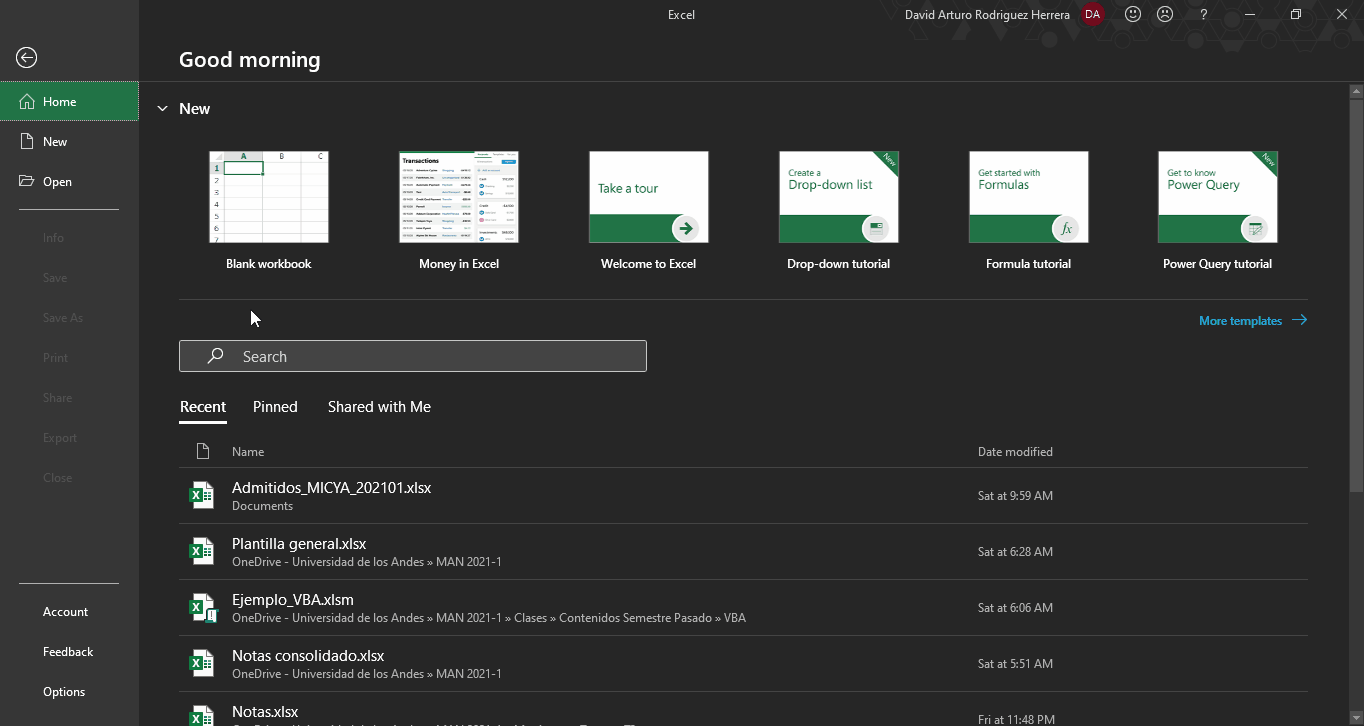 Excel
David Arturo Rodriguez Herrera
DA
?
Good morning
Home
New
Open
Info
Save
Save As
Print
Share
Export
Close
Account
Feedback
Options
New
A B C
1
2
3
4
5
6
7
Blank workbook
Transactions
Money in Excel
Take a tour
Welcome to Excel
New
Create a
Drop-down list
Drop-down tutorial
Get started with
Formulas
fx
Formula tutorial
New
Get to know
Power Query
Power Query tutorial
More templates
Search
Recent Pinned Shared with Me
Name Date modified
Admitidos_MICYA_202101.xlsx
Documents
Sat at 9:59 AM
Plantilla general.xlsx
OneDrive - Universidad de los Andes » MAN 2021-1
Sat at 6:28 AM
Ejemplo_VBA.xlsm
OneDrive - Universidad de los Andes » MAN 2021-1 » Clases » Contenidos Semestre Pasado » VBA
Sat at 6:06 AM
Notas consolidado.xlsx
OneDrive - Universidad de los Andes » MAN 2021-1
Sat at 5:51 AM
Notas.xlsx
Fri at 11:48 PM